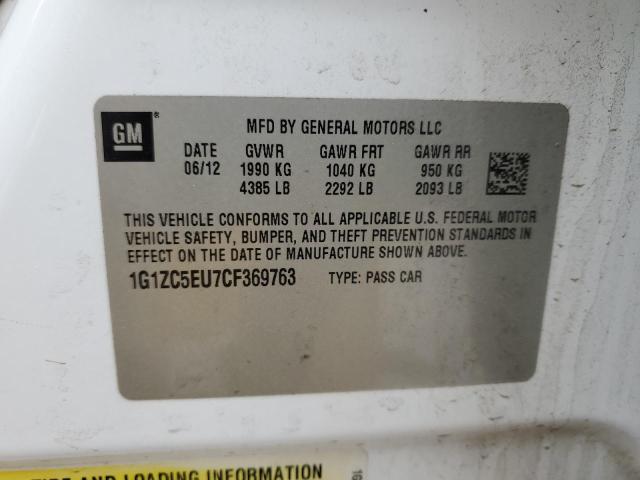 GM ®
MFD BY GENERAL MOTORS LLC
DATE GVWR GAWR FRT GAWR RR
06/12 1990 KG 1040 KG 950 KG
4385 LB 2292 LB 2093 LB
THIS VEHICLE CONFORMS TO ALL APPLICABLE U.S. FEDERAL MOTOR
VEHICLE SAFETY, BUMPER, AND THEFT PREVENTION STANDARDS IN
EFFECT ON THE DATE OF MANUFACTURE SHOWN ABOVE.
1G1ZC5EU7CF369763 TYPE: PASS CAR
TIRE AND LOADING INFORMATION